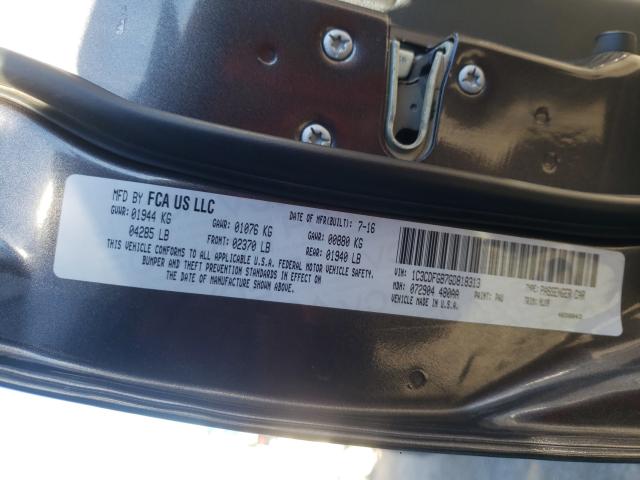 MFD BY FCA US LLC
DATE OF MFR(BUILT): 7-16
GVWR: 01944 KG
04285 LB
GAWR: 01076 KG
FRONT: 02370 LB
GAWR: 00880 KG
REAR: 01940 LB
THIS VEHICLE CONFORMS TO ALL APPLICABLE U.S.A. FEDERAL MOTOR VEHICLE SAFETY,
BUMPER AND THEFT PREVENTION STANDARDS IN EFFECT ON
THE DATE OF MANUFACTURE SHOWN ABOVE.
VIN: 1C3CDFGB7GD818313
TYPE: PASSENGER CAR
MDH: 072904 480AA
PAINT: PAU
TRIM:
VEHICLE MADE IN U.S.A.